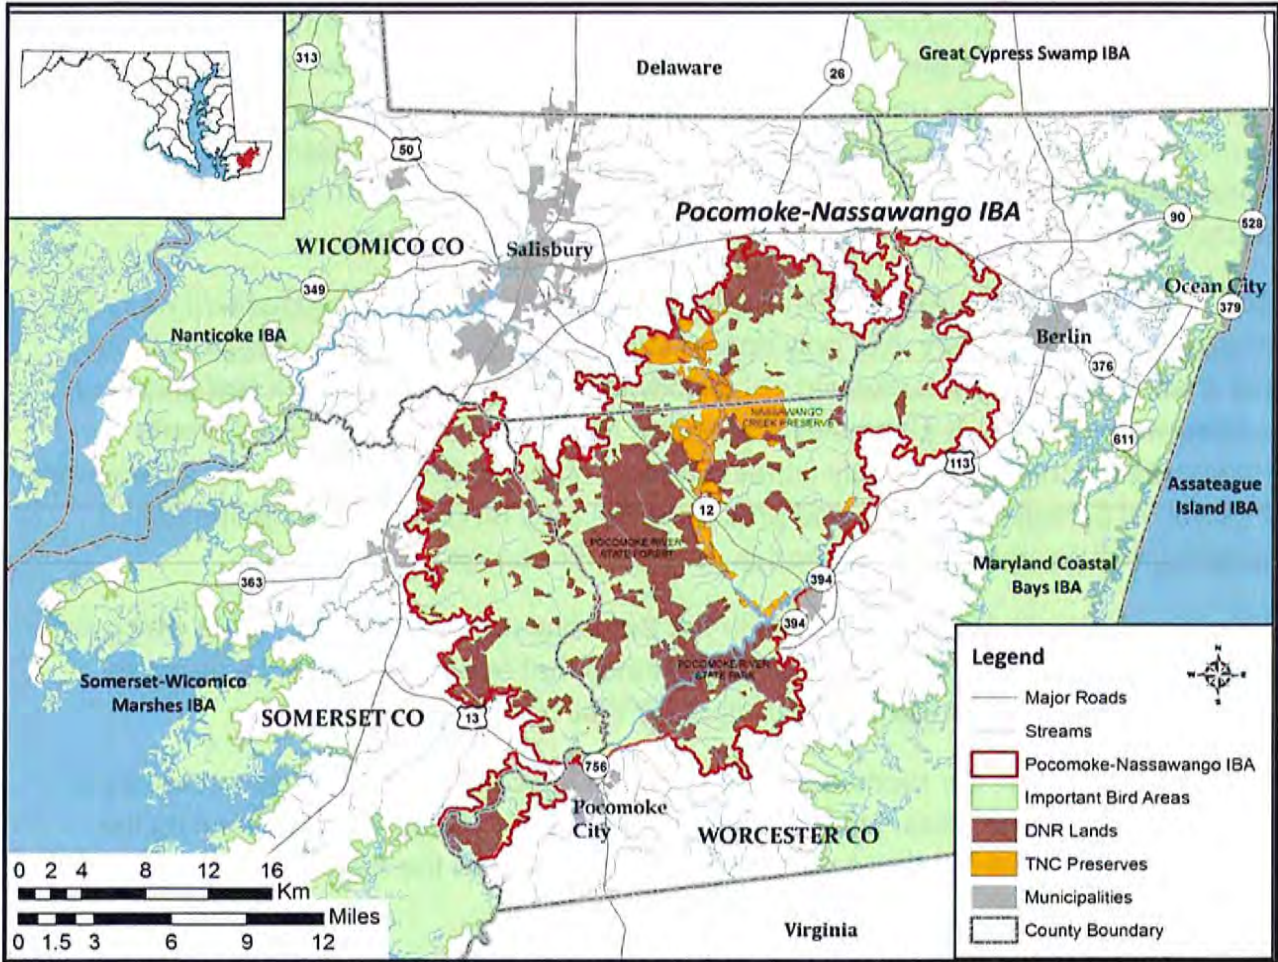 Great Cypress Swamp IBA
313
Delaware
26
50
Pocomoke-Nassawango IBA
90
528
WICOMICO CO
Salisbury
349
Ocean City
379
Nanticoke IBA
Berlin
376
NASSAWANGO
CREEK PRESERVE
611
113
Assateague
Island IBA
12
POCOMOKE RIVER
STATE FOREST
Maryland Coastal
Bays IBA
363
394
394
POCOMOKE RIVER
STATE PARK
Somerset-Wicomico
Marshes IBA
SOMERSET CO
13
756
Pocomoke
City
WORCESTER CO
Virginia
Legend
N
W
E
S
Major Roads
Streams
Pocomoke-Nassawango IBA
Important Bird Areas
DNR Lands
TNC Preserves
Municipalities
County Boundary
0 2 4 8 12 16
Km
Miles
0 1.5 3 6 9 12